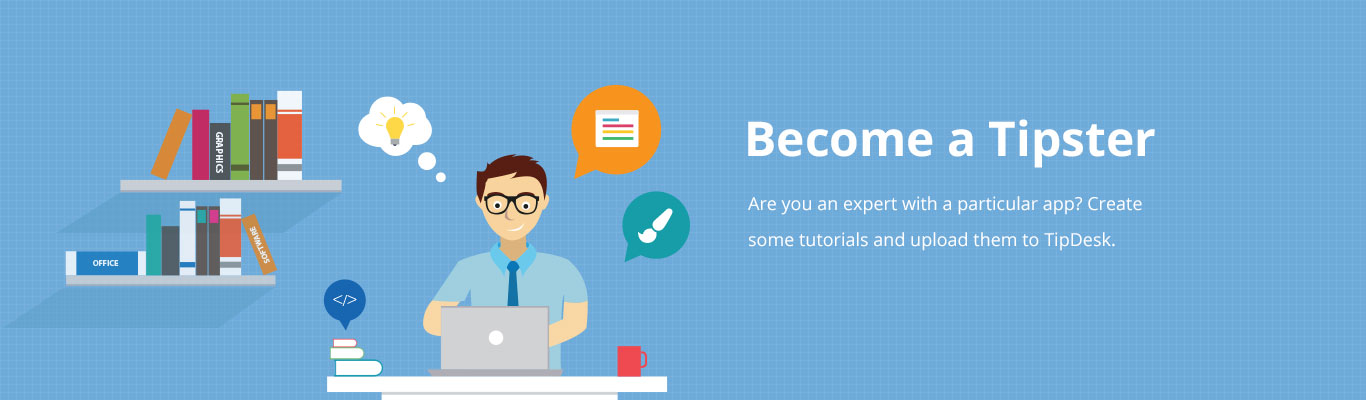 GRAPHICS
OFFICE
SOFTWARE
</>
Become a Tipster
Are you an expert with a particular app? Create
some tutorials and upload them to TipDesk.